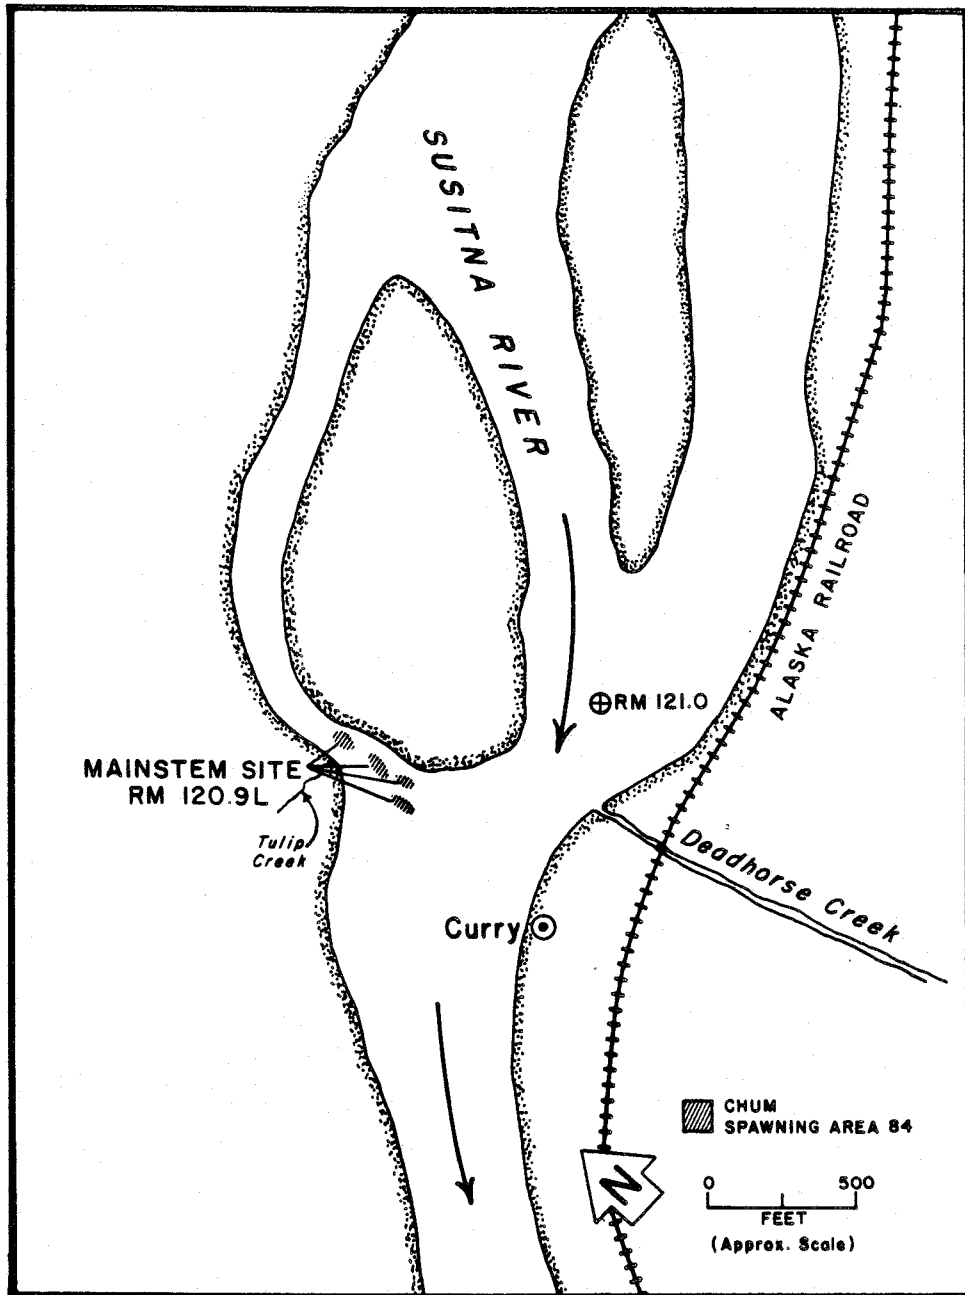 SUSITNA RIVER
ALASKA RAILROAD
RM 121.0
MAINSTEM SITE
RM 120.9L
Tulip
Creek
Deadhorse Creek
Curry
CHUM
SPAWNING AREA 84
N
0 500
FEET
(Approx. Scale)